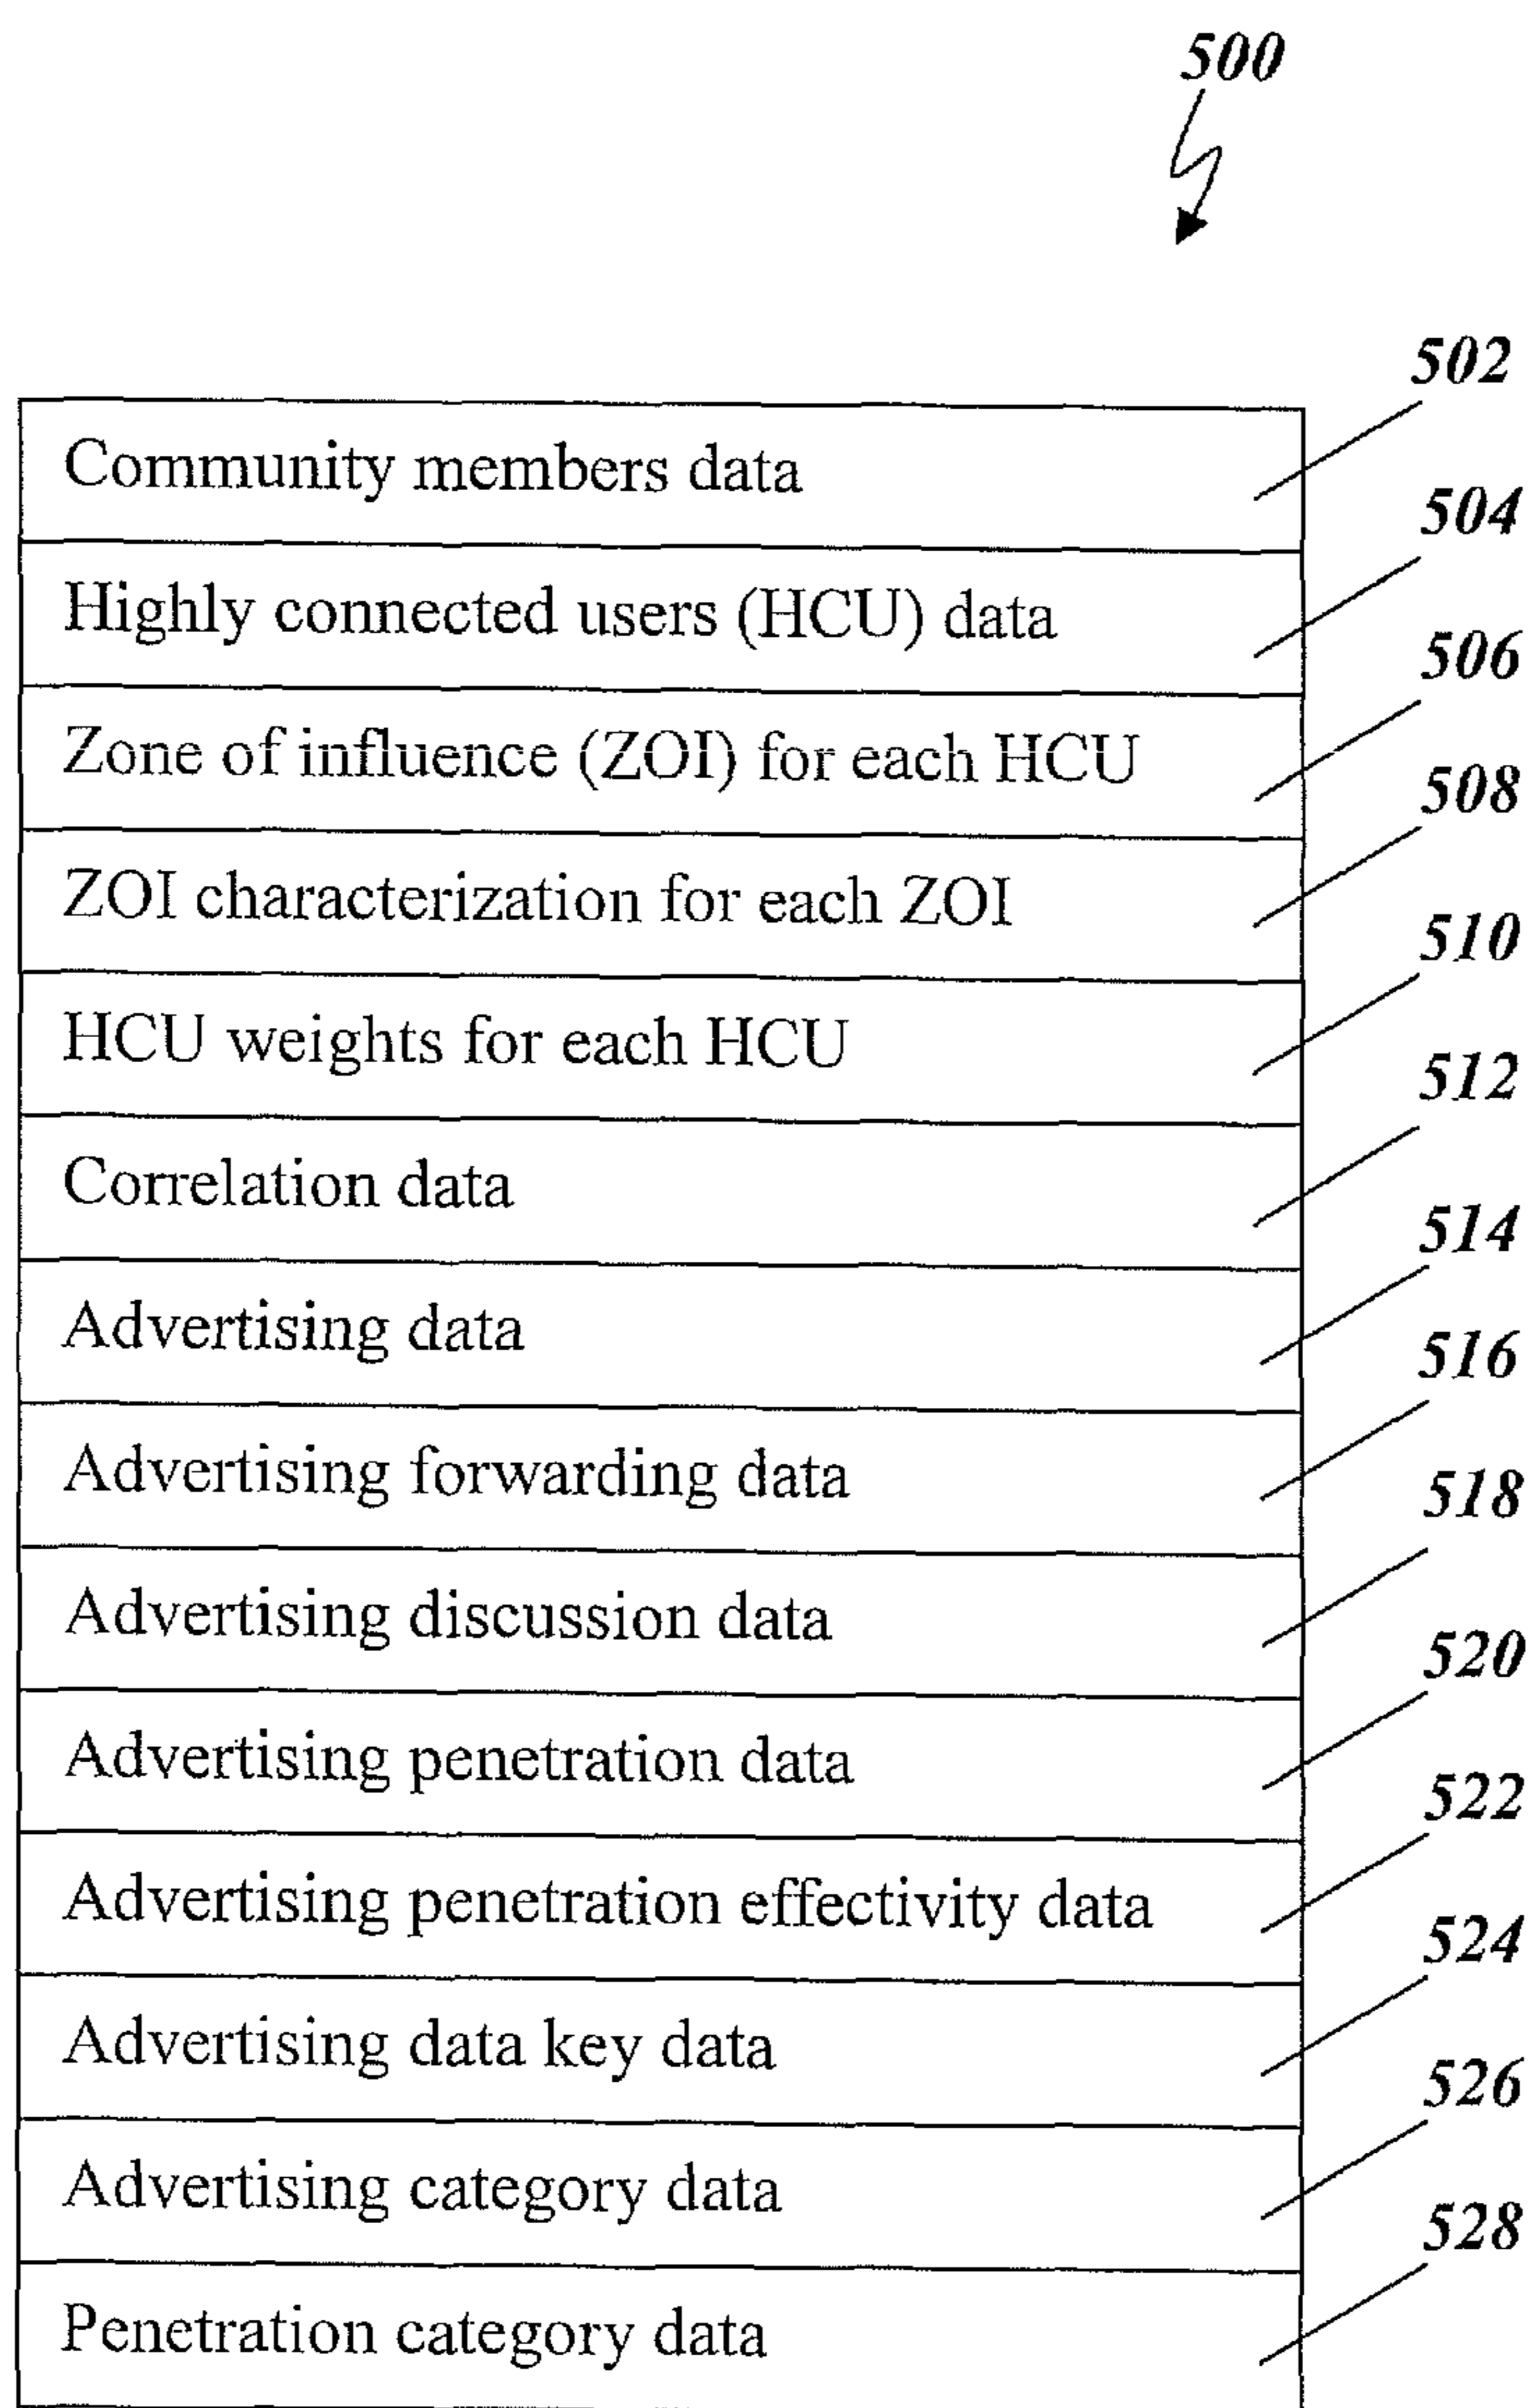 500
502
Community members data
504
Highly connected users (HCU) data
506
Zone of influence (ZOI) for each HCU
508
ZOI characterization for each ZOI
510
HCU weights for each HCU
512
Correlation data
514
Advertising data
516
Advertising forwarding data
518
Advertising discussion data
520
Advertising penetration data
522
Advertising penetration effectivity data
524
Advertising data key data
526
Advertising category data
528
Penetration category data